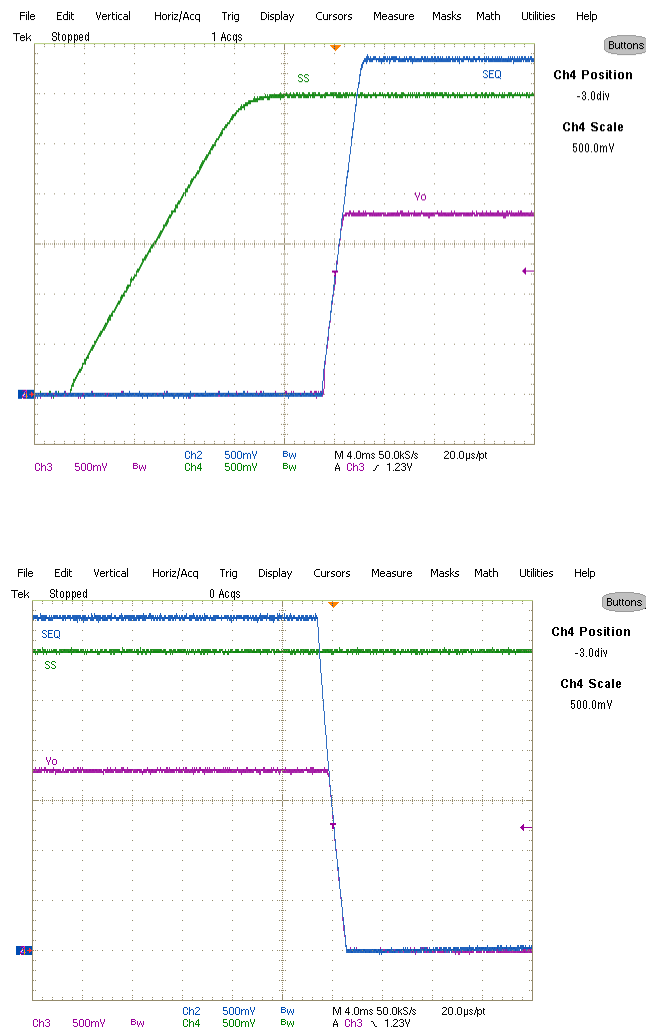 File Edit Vertical Horiz/Acq Trig Display Cursors Measure Masks Math Utilities Help
Tek Stopped 1 Acqs
Buttons
Ch4 Position
-3.0div
Ch4 Scale
500.0mV
SS
SEQ
Yo
Ch2 500mV Bw M 4.0ms 50.0kS/s 20.0µs/pt
Ch3 500mV Bw Ch4 500mV Bw A Ch3 / 1.23V
File Edit Vertical Horiz/Acq Trig Display Cursors Measure Masks Math Utilities Help
Tek Stopped 0 Acqs
Buttons
Ch4 Position
-3.0div
Ch4 Scale
500.0mV
SEQ
SS
Yo
Ch2 500mV Bw M 4.0ms 50.0kS/s 20.0µs/pt
Ch3 500mV Bw Ch4 500mV Bw A Ch3 \ 1.23V